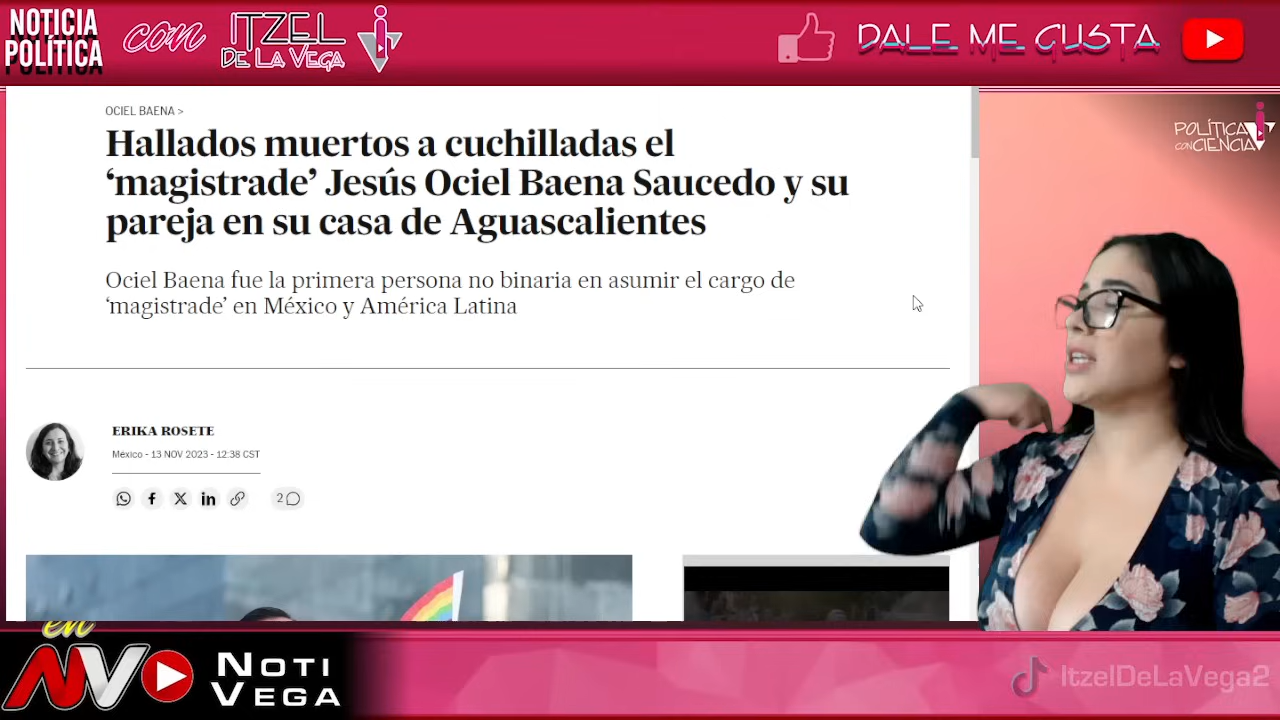 NOTICIA
POLÍTICA
con
ITZEL
DE LA VEGA
DALE ME GUSTA
OCIEL BAENA >
Hallados muertos a cuchilladas el
‘magistrade’ Jesús Ociel Baena Saucedo y su
pareja en su casa de Aguascalientes
Ociel Baena fue la primera persona no binaria en asumir el cargo de
‘magistrade’ en México y América Latina
ERIKA ROSETE
México - 13 NOV 2023 - 12:38 CST
2
POLÍTICA
CON CIENCIA
en
NV
NOTI
VEGA
ItzelDeLaVega2